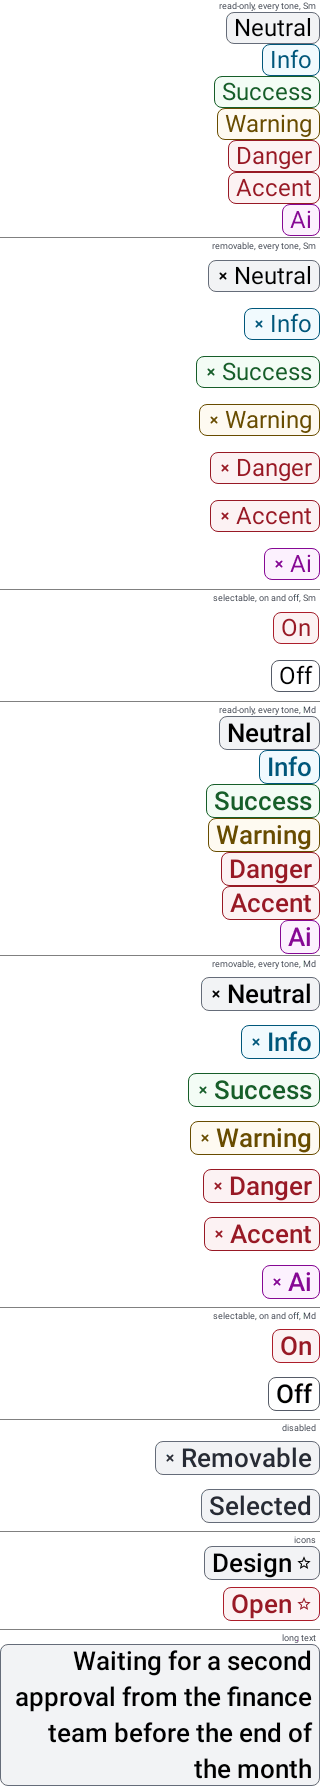 read-only, every tone, Sm
Neutral
Info
Success
Warning
Danger
Accent
Ai
removable, every tone, Sm
× Neutral
× Info
× Success
× Warning
× Danger
× Accent
× Ai
selectable, on and off, Sm
On
Off
read-only, every tone, Md
Neutral
Info
Success
Warning
Danger
Accent
Ai
removable, every tone, Md
× Neutral
× Info
× Success
× Warning
× Danger
× Accent
× Ai
selectable, on and off, Md
On
Off
disabled
× Removable
Selected
icons
Design ☆
Open ☆
long text
Waiting for a second
approval from the finance
team before the end of
the month